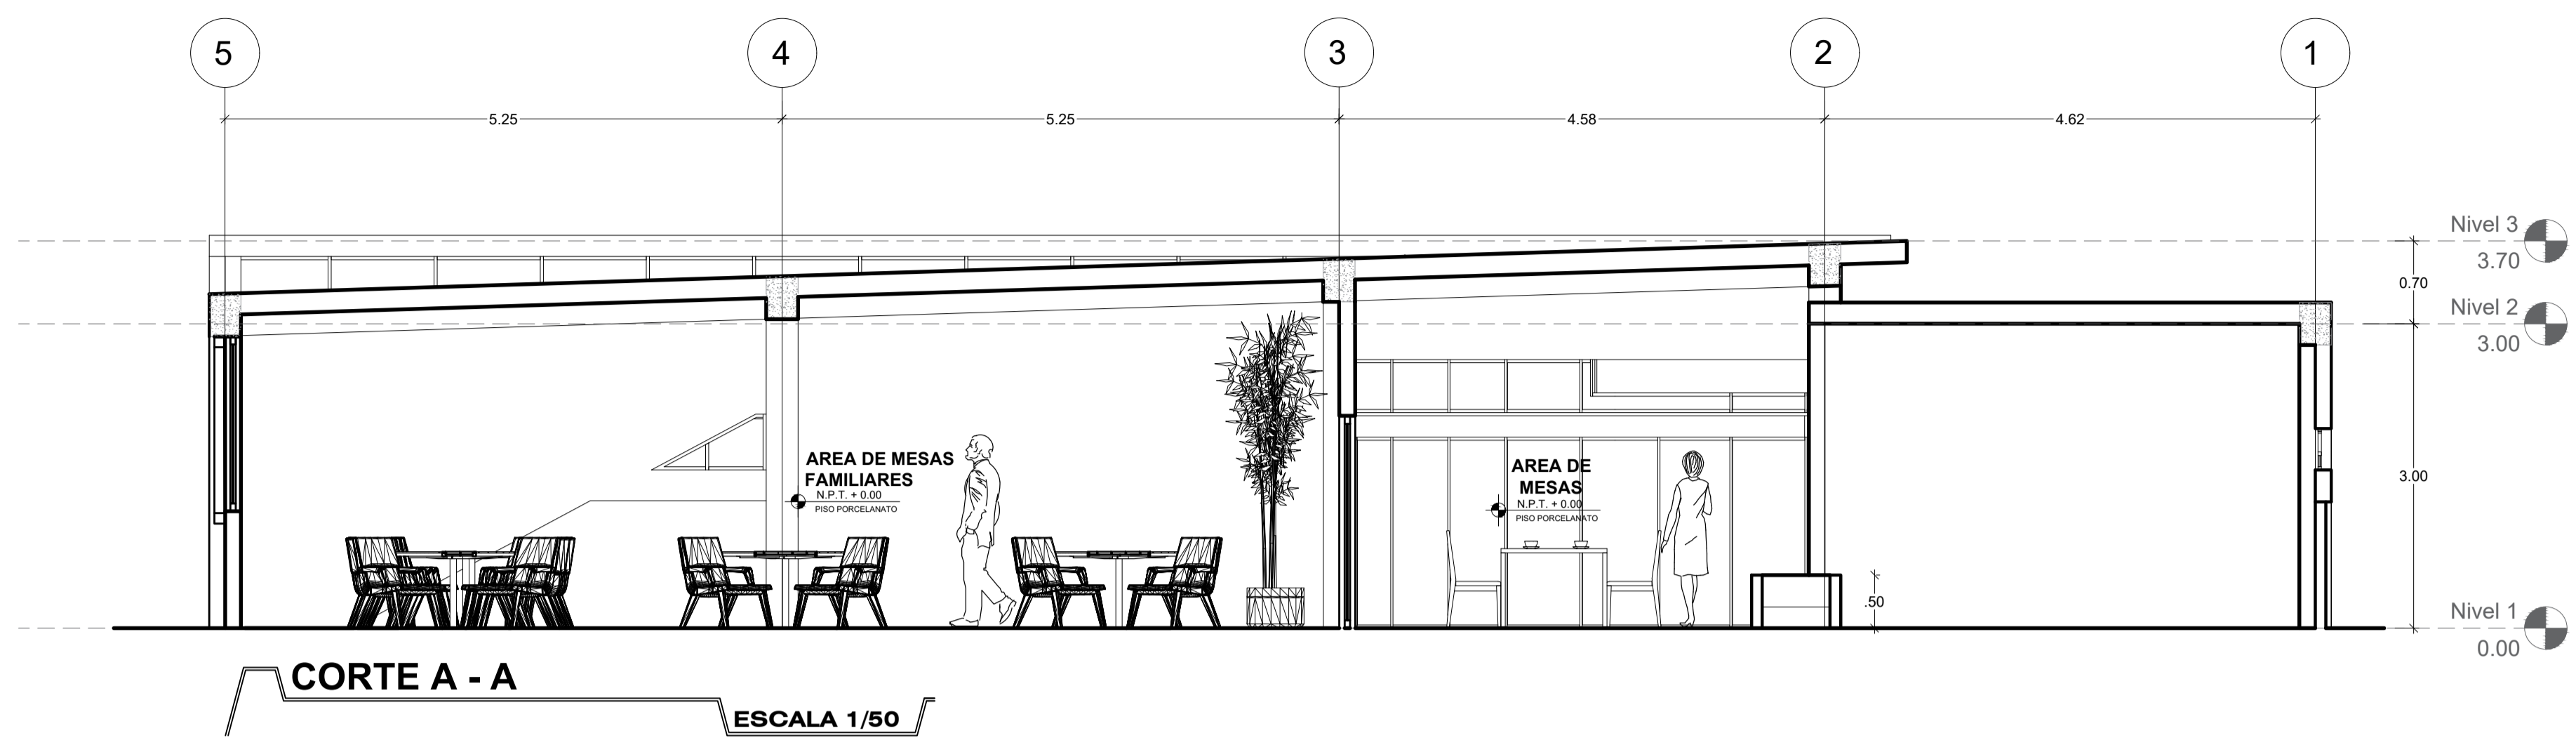 5
4
3
2
1
5.25
5.25
4.58
4.62
Nivel 3
3.70
0.70
Nivel 2
3.00
3.00
AREA DE MESAS
FAMILIARES
N.P.T. + 0.00
PISO PORCELANATO
AREA DE
MESAS
N.P.T. + 0.00
PISO PORCELANATO
.50
Nivel 1
0.00
CORTE A - A
ESCALA 1/50